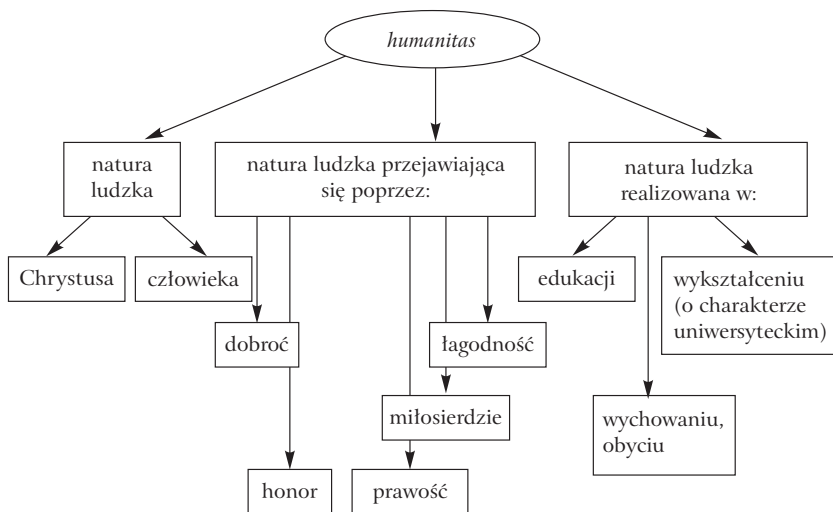 humanitas
natura
ludzka
natura ludzka przejawiająca
się poprzez:
natura ludzka
realizowana w:
Chrystusa
człowieka
edukacji
wykształceniu
(o charakterze
uniwersyteckim)
dobroć
łagodność
miłosierdzie
wychowaniu,
obyciu
honor
prawość